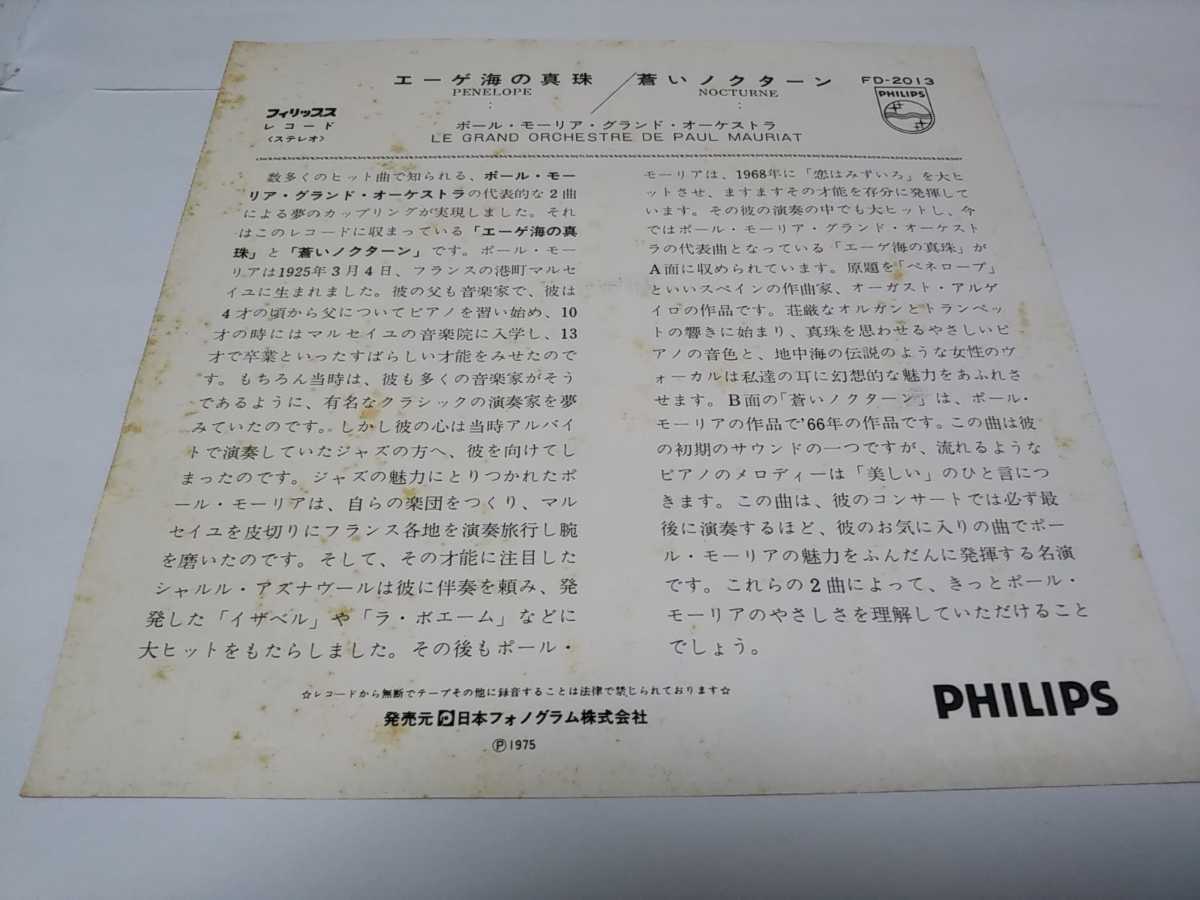 エーゲ海の真珠／蒼いノクターン FD-2013
PENELOPE NOCTURNE
: :
フィリップス
レコード
〈ステレオ〉
PHILIPS
ポール・モーリア・グランド・オーケストラ
LE GRAND ORCHESTRE DE PAUL MAURIAT
数多くのヒット曲で知られる、ポール・モー
リア・グランド・オーケストラの代表的な2曲
による夢のカップリングが実現しました。それ
はこのレコードに収まっている「エーゲ海の真
珠」と「蒼いノクターン」です。ポール・モー
リアは1925年3月4日、フランスの港町マルセ
イユに生まれました。彼の父も音楽家で、彼は
4才の頃から父についてピアノを習い始め、10
才の時にはマルセイユの音楽院に入学し、13
才で卒業といったすばらしい才能をみせたので
す。もちろん当時は、彼も多くの音楽家がそう
であるように、有名なクラシックの演奏家を夢
みていたのです。しかし彼の心は当時アルバイ
トで演奏していたジャズの方へ、彼を向けてし
まったのです。ジャズの魅力にとりつかれたポ
ール・モーリアは、自らの楽団をつくり、マル
セイユを皮切りにフランス各地を演奏旅行し腕
を磨いたのです。そして、その才能に注目した
シャルル・アズナヴールは彼に伴奏を頼み、発
発した「イザベル」や「ラ・ボエーム」などに
大ヒットをもたらしました。その後もポール・
モーリアは、1968年に「恋はみずいろ」を大ヒ
ットさせ、ますますその才能を存分に発揮して
います。その彼の演奏の中でも大ヒットし、今
ではポール・モーリア・グランド・オーケスト
ラの代表曲となっている「エーゲ海の真珠」が
A面に収められています。原題を「ペネロープ」
といいスペインの作曲家、オーガスト・アルゲ
イロの作品です。荘厳なオルガンとトランペッ
トの響きに始まり、真珠を思わせるやさしいピ
アノの音色と、地中海の伝説のような女性のヴ
ォーカルは私達の耳に幻想的な魅力をあふれさ
せます。B面の「蒼いノクターン」は、ポール・
モーリアの作品で'66年の作品です。この曲は彼
の初期のサウンドの一つですが、流れるような
ピアノのメロディーは「美しい」のひと言につ
きます。この曲は、彼のコンサートでは必ず最
後に演奏するほど、彼のお気に入りの曲でポー
ル・モーリアの魅力をふんだんに発揮する名演
です。これらの2曲によって、きっとポール・
モーリアのやさしさを理解していただけること
でしょう。
☆レコードから無断でテープその他に録音することは法律で禁じられております☆
発売元 日本フォノグラム株式会社
Ⓟ1975
PHILIPS